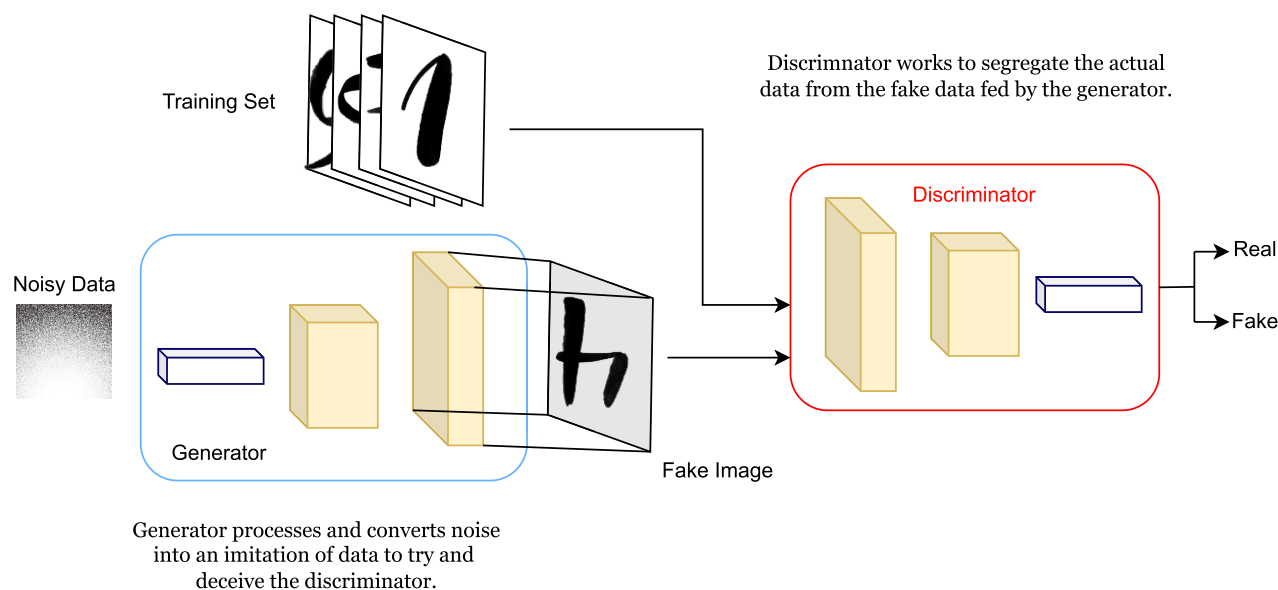 Training Set
Discrimnator works to segregate the actual
data from the fake data fed by the generator.
Discriminator
Real
Fake
Noisy Data
Generator
Fake Image
Generator processes and converts noise
into an imitation of data to try and
deceive the discriminator.